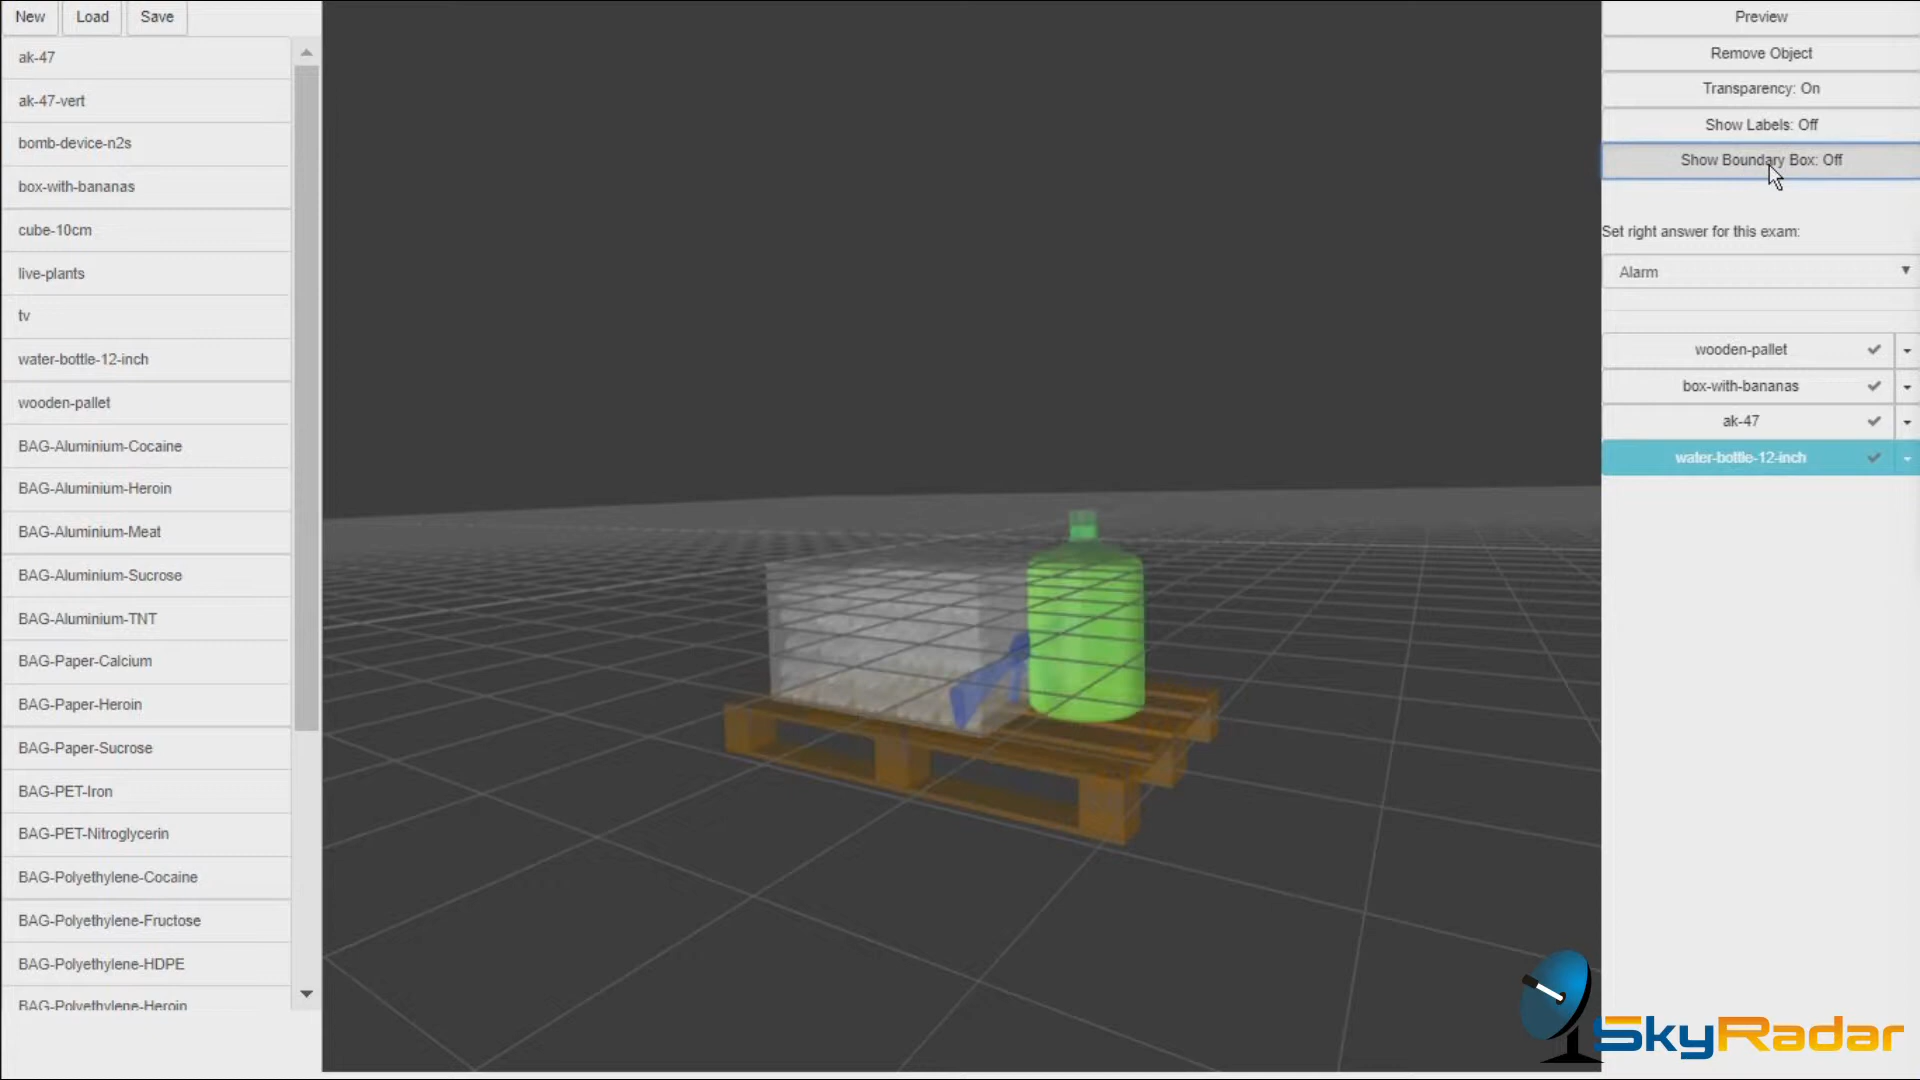 New
Load
Save
ak-47
ak-47-vert
bomb-device-n2s
box-with-bananas
cube-10cm
live-plants
tv
water-bottle-12-inch
wooden-pallet
BAG-Aluminium-Cocaine
BAG-Aluminium-Heroin
BAG-Aluminium-Meat
BAG-Aluminium-Sucrose
BAG-Aluminium-TNT
BAG-Paper-Calcium
BAG-Paper-Heroin
BAG-Paper-Sucrose
BAG-PET-Iron
BAG-PET-Nitroglycerin
BAG-Polyethylene-Cocaine
BAG-Polyethylene-Fructose
BAG-Polyethylene-HDPE
BAG-Polyethylene-Heroin
Preview
Remove Object
Transparency: On
Show Labels: Off
Show Boundary Box: Off
Set right answer for this exam:
Alarm
wooden-pallet
box-with-bananas
ak-47
water-bottle-12-inch
SkyRadar